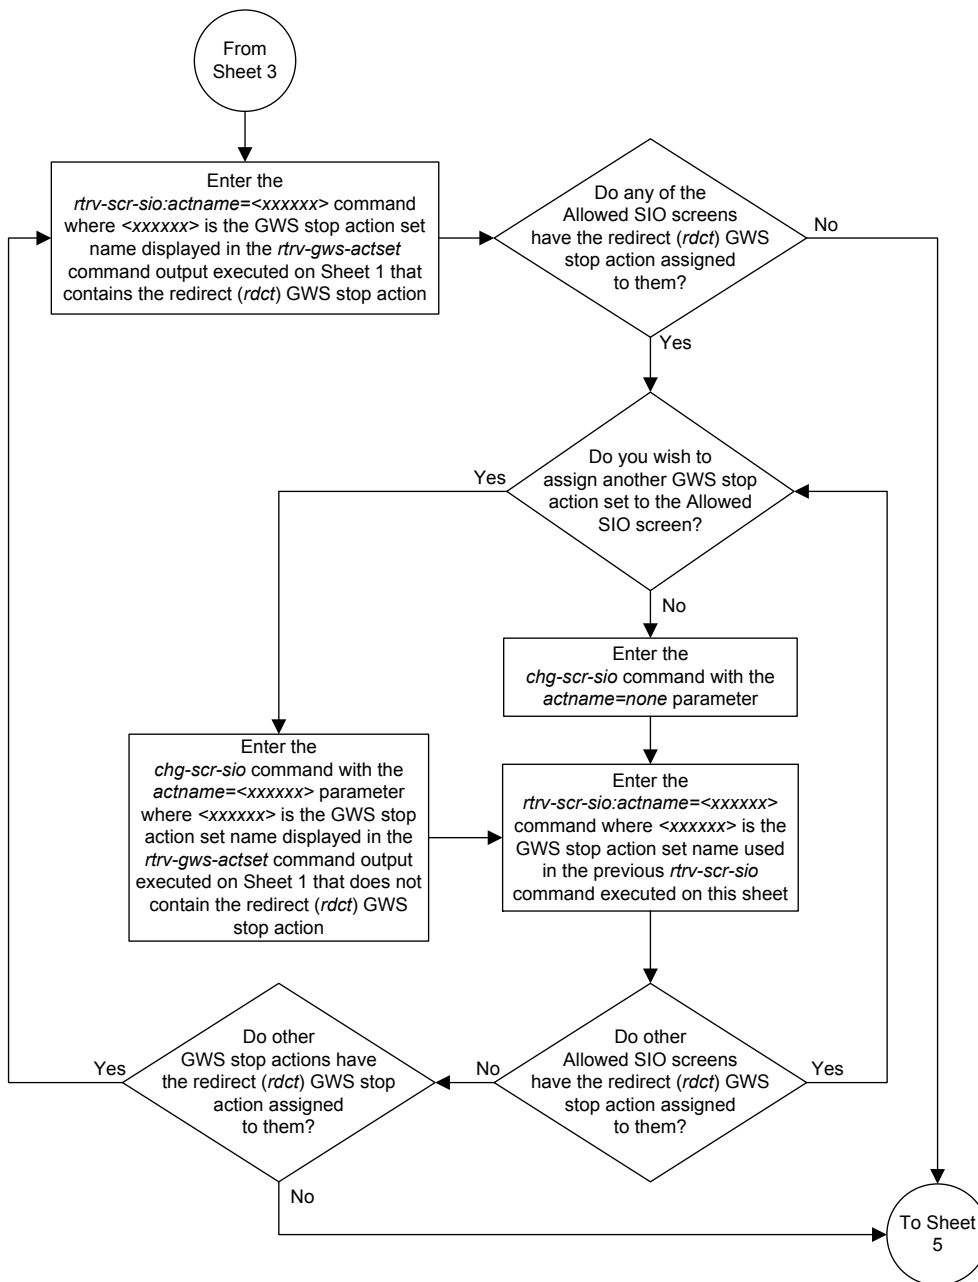 From
Sheet 3
Enter the
rtrv-scr-sio:actname=<xxxxxx> command
where <xxxxxx> is the GWS stop action set
name displayed in the rtrv-gws-actset
command output executed on Sheet 1 that
contains the redirect (rdct) GWS stop action
Do any of the
Allowed SIO screens
have the redirect (rdct) GWS
stop action assigned
to them?
No
Yes
Do you wish to
assign another GWS stop
action set to the Allowed
SIO screen?
Yes
No
Enter the
chg-scr-sio command with the
actname=none parameter
Enter the
chg-scr-sio command with the
actname=<xxxxxx> parameter
where <xxxxxx> is the GWS stop
action set name displayed in the
rtrv-gws-actset command output
executed on Sheet 1 that does not
contain the redirect (rdct) GWS
stop action
Enter the
rtrv-scr-sio:actname=<xxxxxx>
command where <xxxxxx> is the
GWS stop action set name used
in the previous rtrv-scr-sio
command executed on this sheet
Do other
Allowed SIO screens
have the redirect (rdct) GWS
stop action assigned
to them?
Yes
No
Do other
GWS stop actions have
the redirect (rdct) GWS stop
action assigned
to them?
Yes
No
To Sheet
5